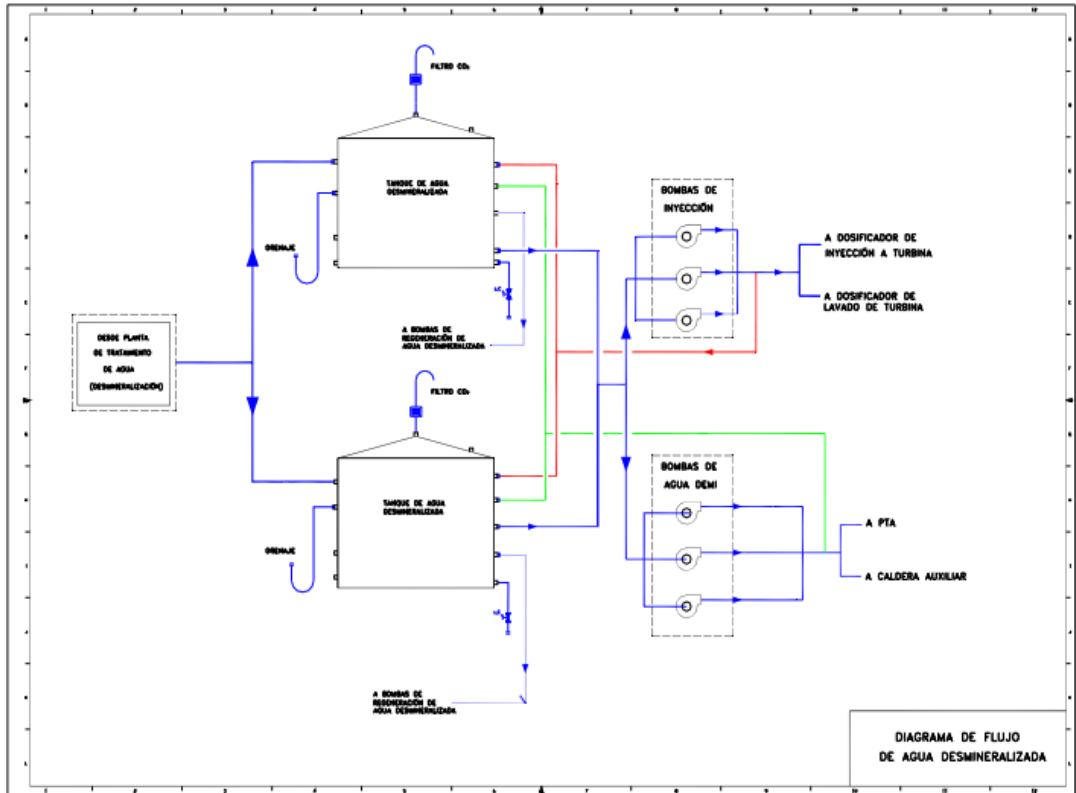 FILTRO CO₂
TANQUE DE AGUA
DESMINERALIZADA
DRENAJE
A BOMBAS DE
REGENERACIÓN DE
AGUA DESMINERALIZADA
BOMBAS DE
INYECCIÓN
A DOSIFICADOR DE
INYECCIÓN A TURBINA
A DOSIFICADOR DE
LAVADO DE TURBINA
DESDE PLANTA
DE TRATAMIENTO
DE AGUA
(DESMINERALIZACIÓN)
FILTRO CO₂
TANQUE DE AGUA
DESMINERALIZADA
DRENAJE
BOMBAS DE
AGUA DEMI
A PTA
A CALDERA AUXILIAR
A BOMBAS DE
REGENERACIÓN DE
AGUA DESMINERALIZADA
DIAGRAMA DE FLUJO
DE AGUA DESMINERALIZADA